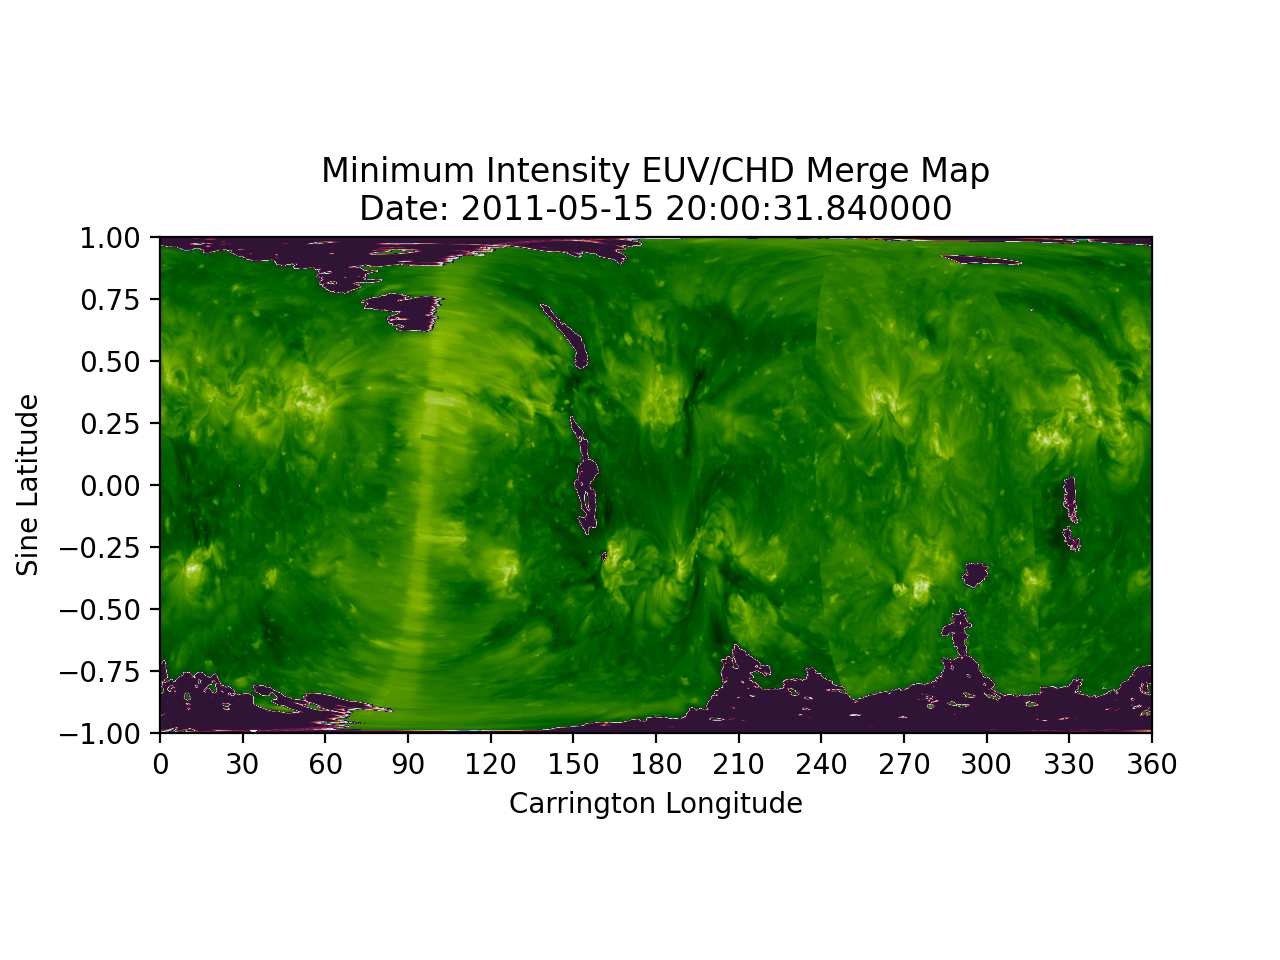 Minimum Intensity EUV/CHD Merge Map
Date: 2011-05-15 20:00:31.840000
1.00
0.75
0.50
0.25
0.00
−0.25
−0.50
−0.75
−1.00
Sine Latitude
0 30 60 90 120 150 180 210 240 270 300 330 360
Carrington Longitude